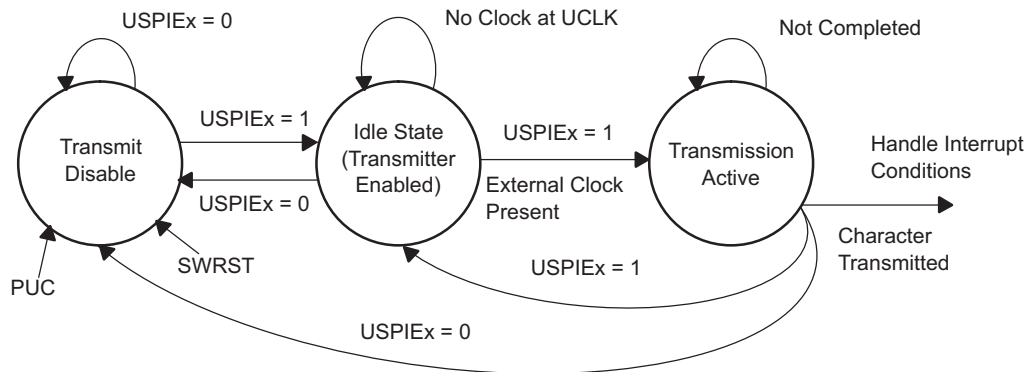 USPIEx = 0
No Clock at UCLK
Not Completed
Transmit
Disable
USPIEx = 1
USPIEx = 0
Idle State
(Transmitter
Enabled)
USPIEx = 1
External Clock
Present
Transmission
Active
Handle Interrupt
Conditions
Character
Transmitted
PUC
SWRST
USPIEx = 1
USPIEx = 0